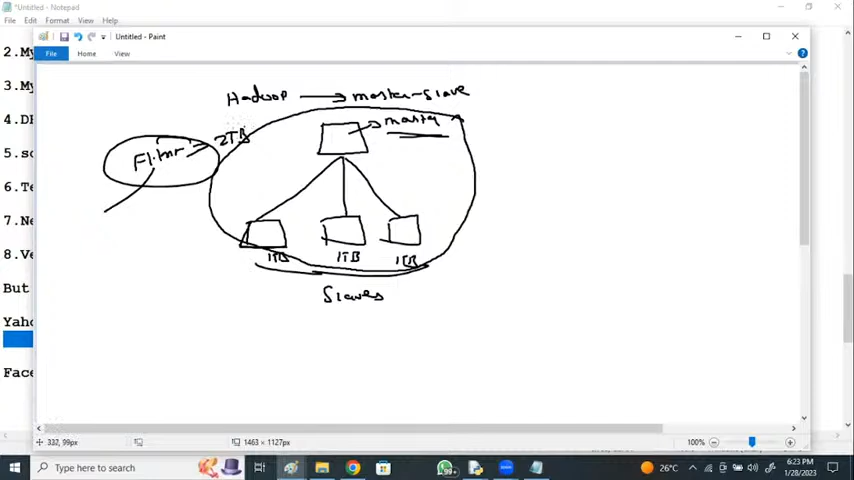 *Untitled - Notepad
File Edit Format View Help
Untitled - Paint
File Home View
2.My
3.My
4.DE
5.sc
6.Te
7.Ne
8.Ve
But
Yaho
Face
Hadoop → master-slave
master
2TB
1TB 1TB 1TB
Slaves
332, 99px
1463 × 1127px
100%
Type here to search
99+
26°C
6:23 PM
1/28/2023